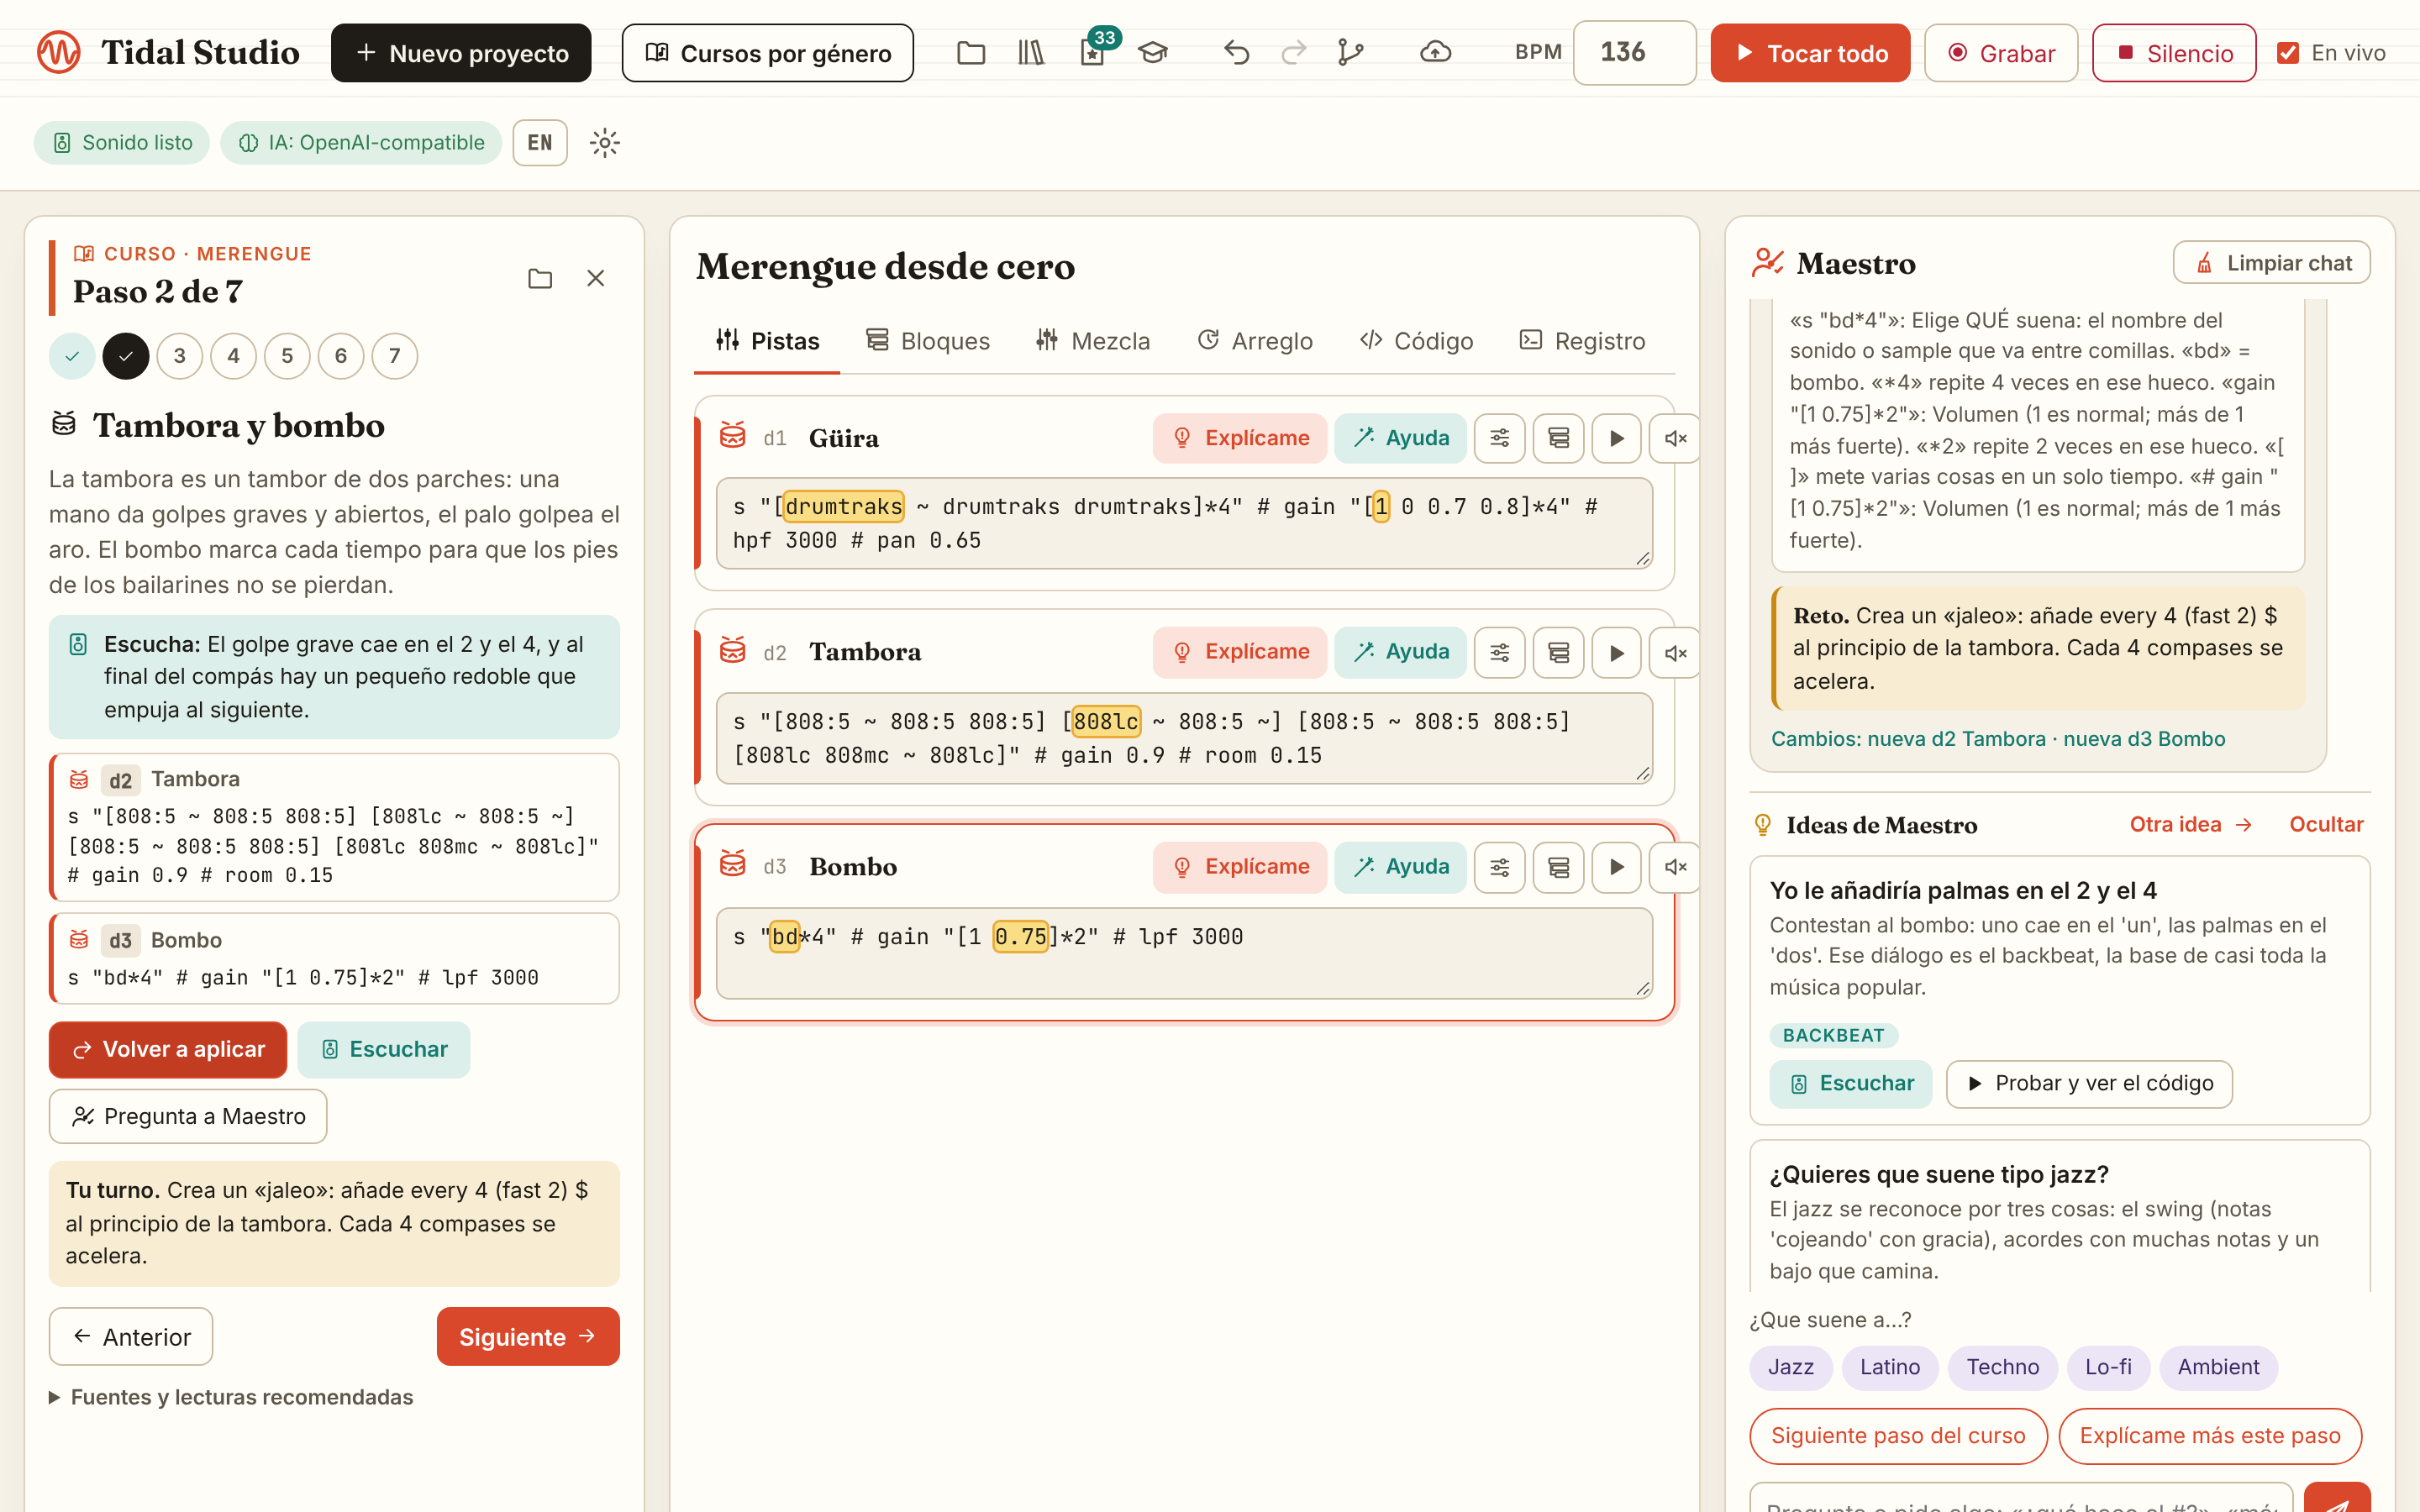 Tidal Studio
Nuevo proyecto
Cursos por género
33
BPM
136
Tocar todo
Grabar
Silencio
En vivo
Sonido listo
IA: OpenAI-compatible
EN
CURSO · MERENGUE
Paso 2 de 7
3
4
5
6
7
Tambora y bombo
La tambora es un tambor de dos parches: una
mano da golpes graves y abiertos, el palo golpea el
aro. El bombo marca cada tiempo para que los pies
de los bailarines no se pierdan.
Escucha: El golpe grave cae en el 2 y el 4, y al
final del compás hay un pequeño redoble que
empuja al siguiente.
d2 Tambora
s "[808:5 ~ 808:5 808:5] [808lc ~ 808:5 ~]
[808:5 ~ 808:5 808:5] [808lc 808mc ~ 808lc]"
# gain 0.9 # room 0.15
d3 Bombo
s "bd*4" # gain "[1 0.75]*2" # lpf 3000
Volver a aplicar
Escuchar
Pregunta a Maestro
Tu turno. Crea un «jaleo»: añade every 4 (fast 2) $
al principio de la tambora. Cada 4 compases se
acelera.
Anterior
Siguiente
Fuentes y lecturas recomendadas
Merengue desde cero
Pistas
Bloques
Mezcla
Arreglo
Código
Registro
d1 Güira
Explícame
Ayuda
s "[drumtraks ~ drumtraks drumtraks]*4" # gain "[1 0 0.7 0.8]*4" #
hpf 3000 # pan 0.65
d2 Tambora
Explícame
Ayuda
s "[808:5 ~ 808:5 808:5] [808lc ~ 808:5 ~] [808:5 ~ 808:5 808:5]
[808lc 808mc ~ 808lc]" # gain 0.9 # room 0.15
d3 Bombo
Explícame
Ayuda
s "bd*4" # gain "[1 0.75]*2" # lpf 3000
Maestro
Limpiar chat
«s "bd*4"»: Elige QUÉ suena: el nombre del
sonido o sample que va entre comillas. «bd» =
bombo. «*4» repite 4 veces en ese hueco. «gain
"[1 0.75]*2"»: Volumen (1 es normal; más de 1
más fuerte). «*2» repite 2 veces en ese hueco. «[
]» mete varias cosas en un solo tiempo. «# gain "
[1 0.75]*2"»: Volumen (1 es normal; más de 1 más
fuerte).
Reto. Crea un «jaleo»: añade every 4 (fast 2) $
al principio de la tambora. Cada 4 compases se
acelera.
Cambios: nueva d2 Tambora · nueva d3 Bombo
Ideas de Maestro
Otra idea
Ocultar
Yo le añadiría palmas en el 2 y el 4
Contestan al bombo: uno cae en el 'un', las palmas en el
'dos'. Ese diálogo es el backbeat, la base de casi toda la
música popular.
BACKBEAT
Escuchar
Probar y ver el código
¿Quieres que suene tipo jazz?
El jazz se reconoce por tres cosas: el swing (notas
'cojeando' con gracia), acordes con muchas notas y un
bajo que camina.
¿Que suene a...?
Jazz
Latino
Techno
Lo-fi
Ambient
Siguiente paso del curso
Explícame más este paso